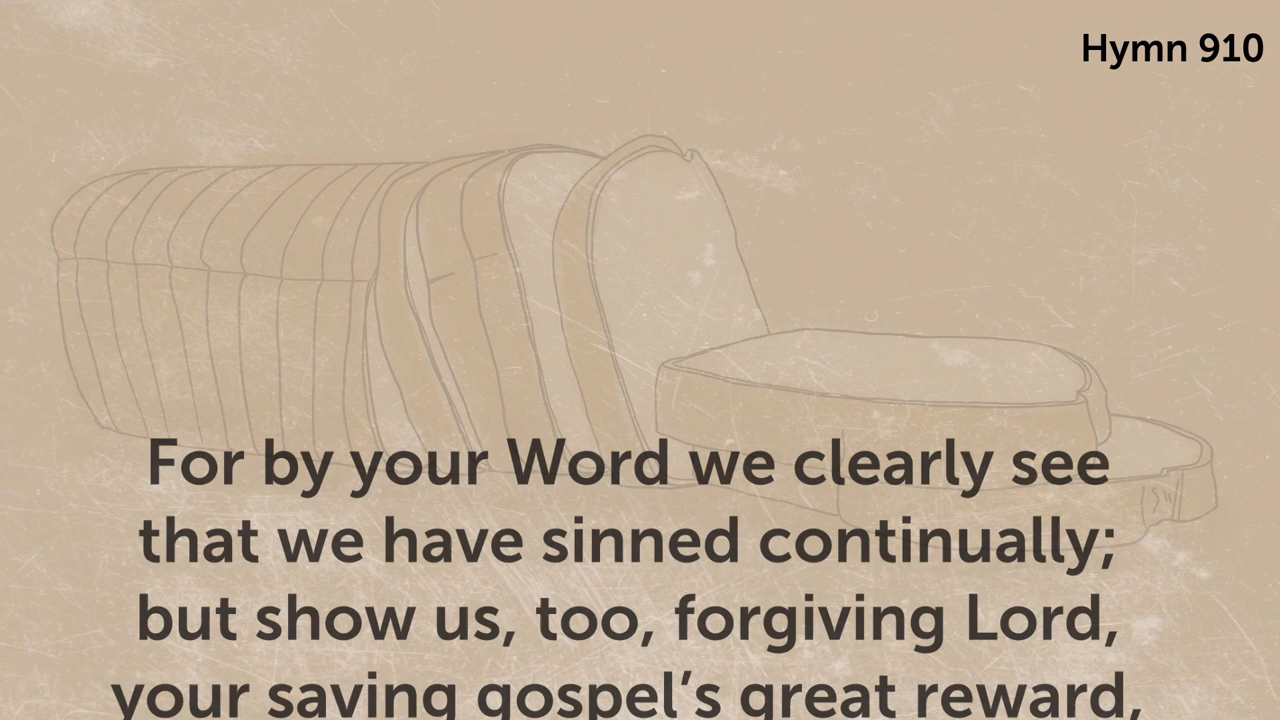 Hymn 910
For by your Word we clearly see
that we have sinned continually;
but show us, too, forgiving Lord,
your saving gospel’s great reward,